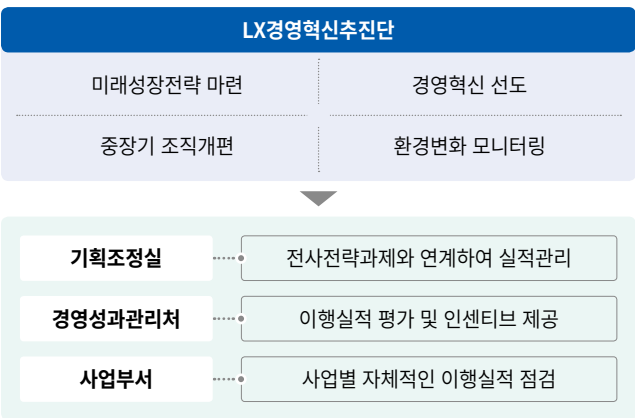 LX경영혁신추진단
미래성장전략 마련
경영혁신 선도
중장기 조직개편
환경변화 모니터링
기획조정실
전사전략과제와 연계하여 실적관리
경영성과관리처
이행실적 평가 및 인센티브 제공
사업부서
사업별 자체적인 이행실적 점검